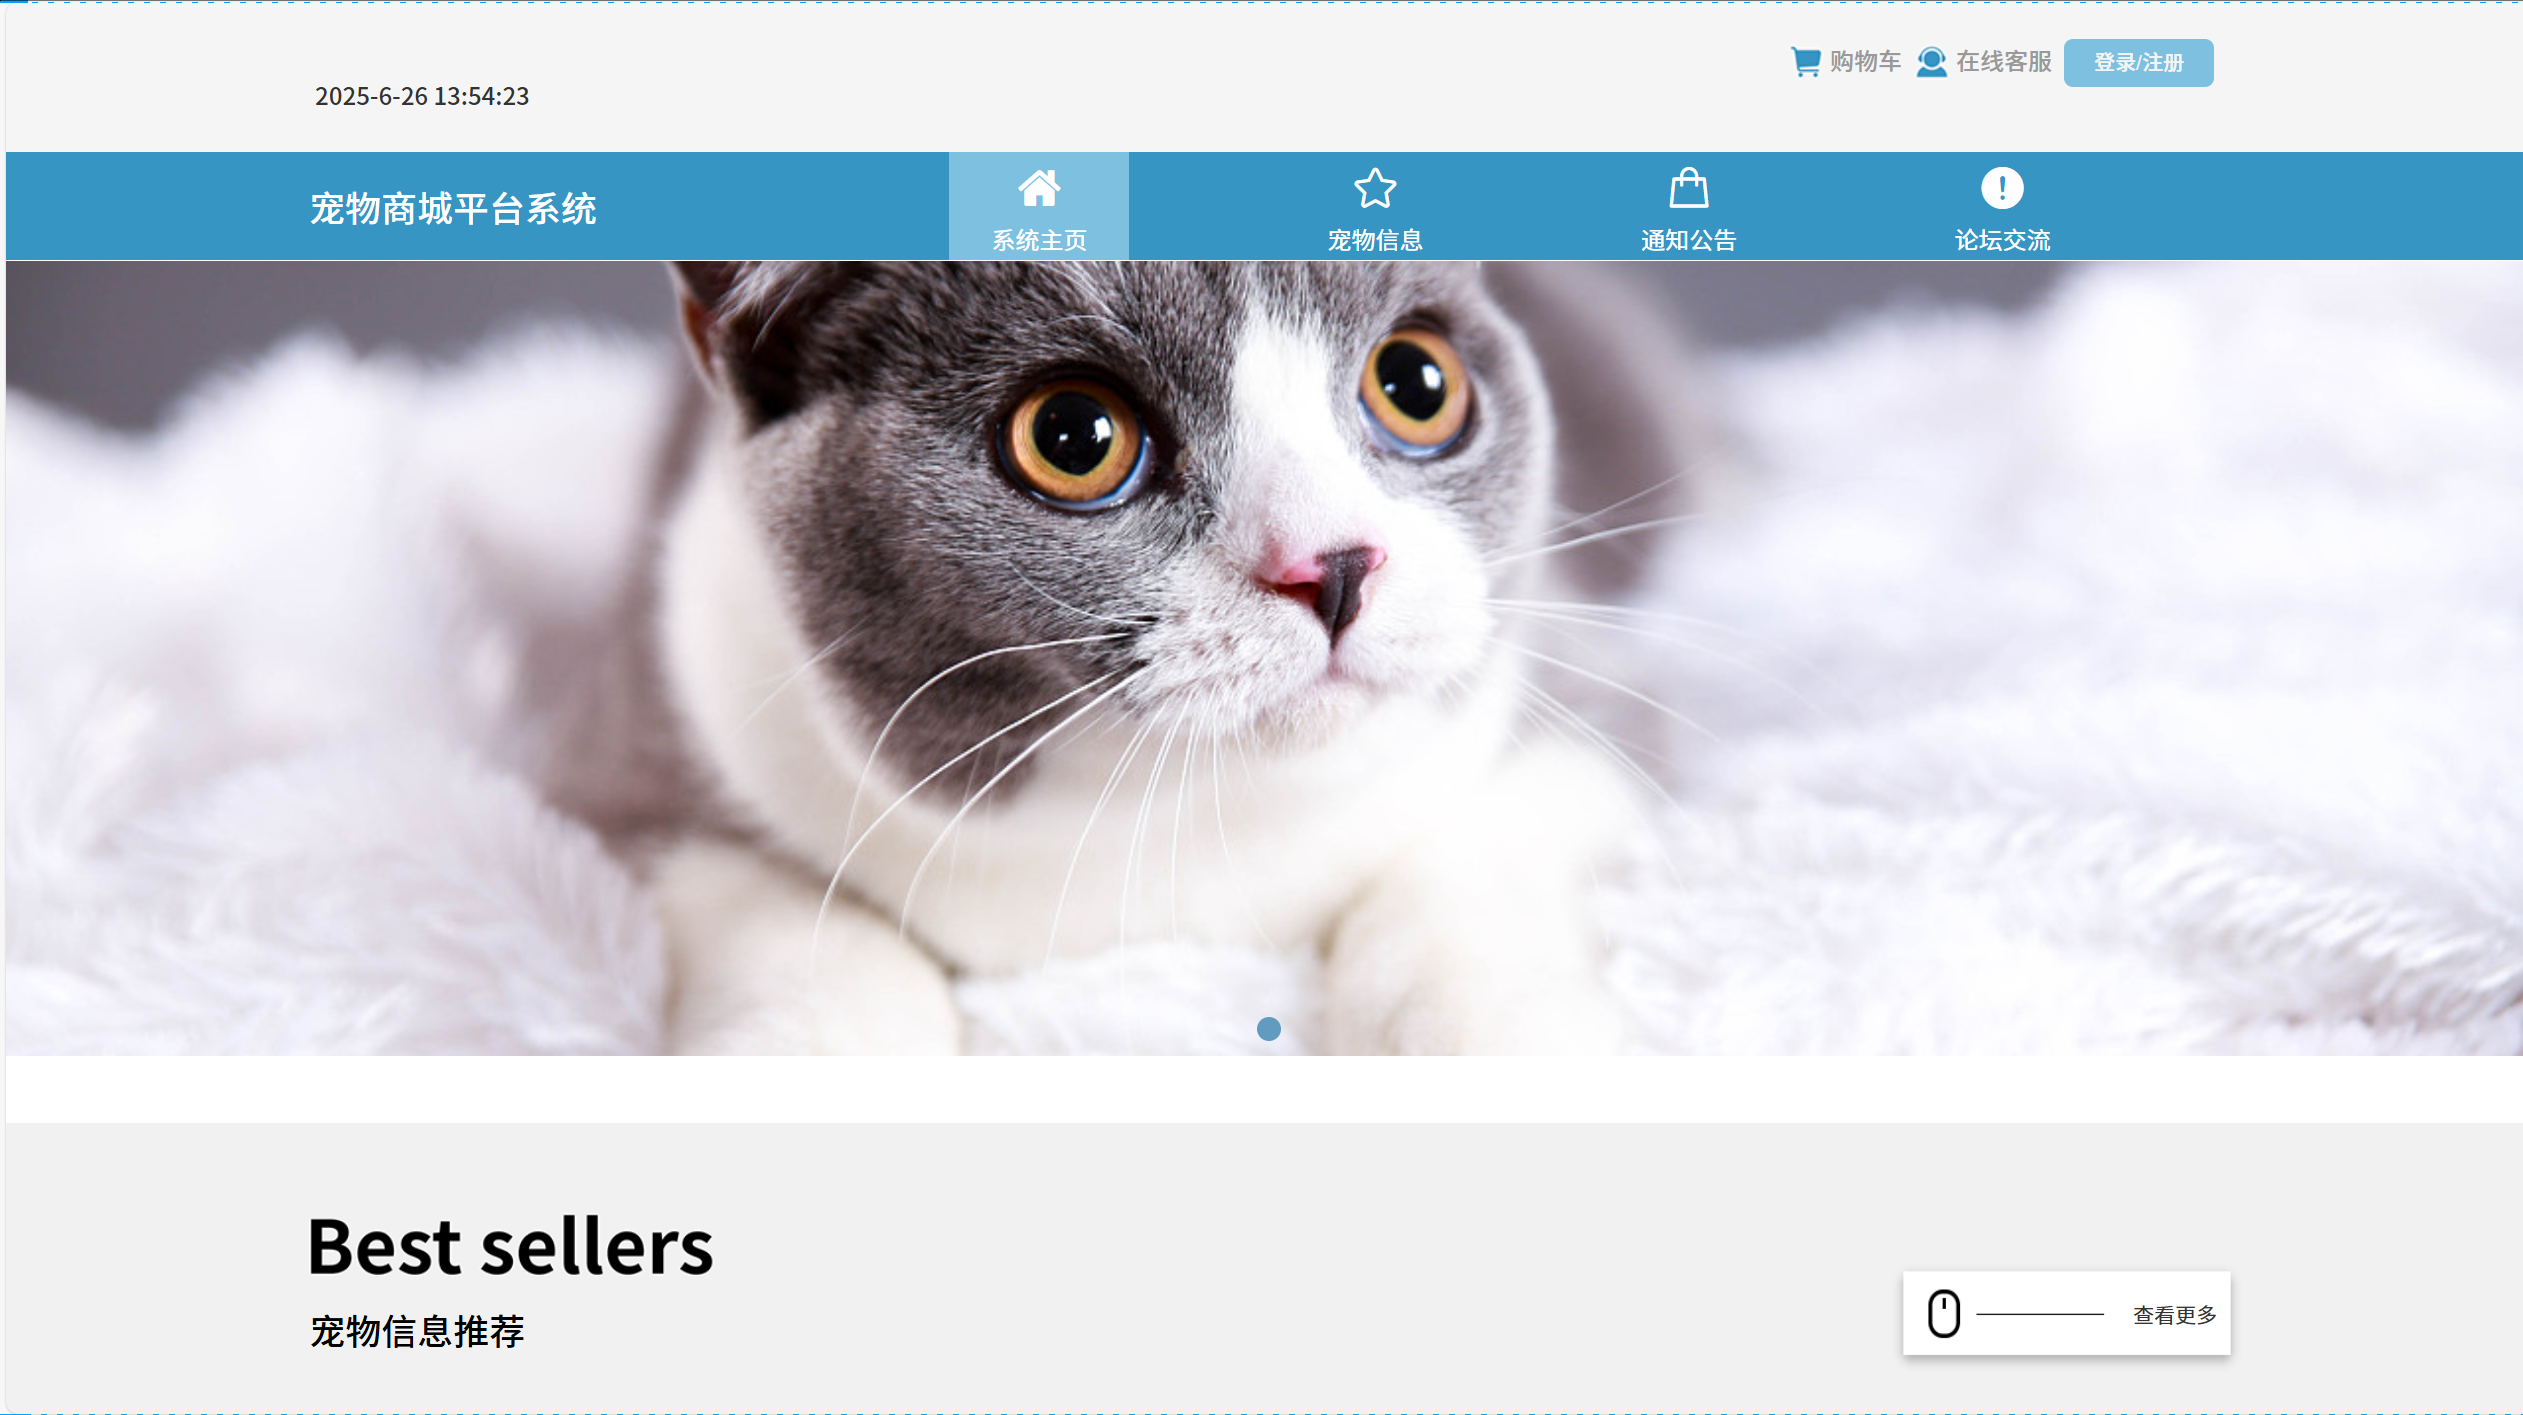 购物车 在线客服 登录/注册
2025-6-26 13:54:23
宠物商城平台系统
系统主页 宠物信息 通知公告 论坛交流
Best sellers
宠物信息推荐
查看更多